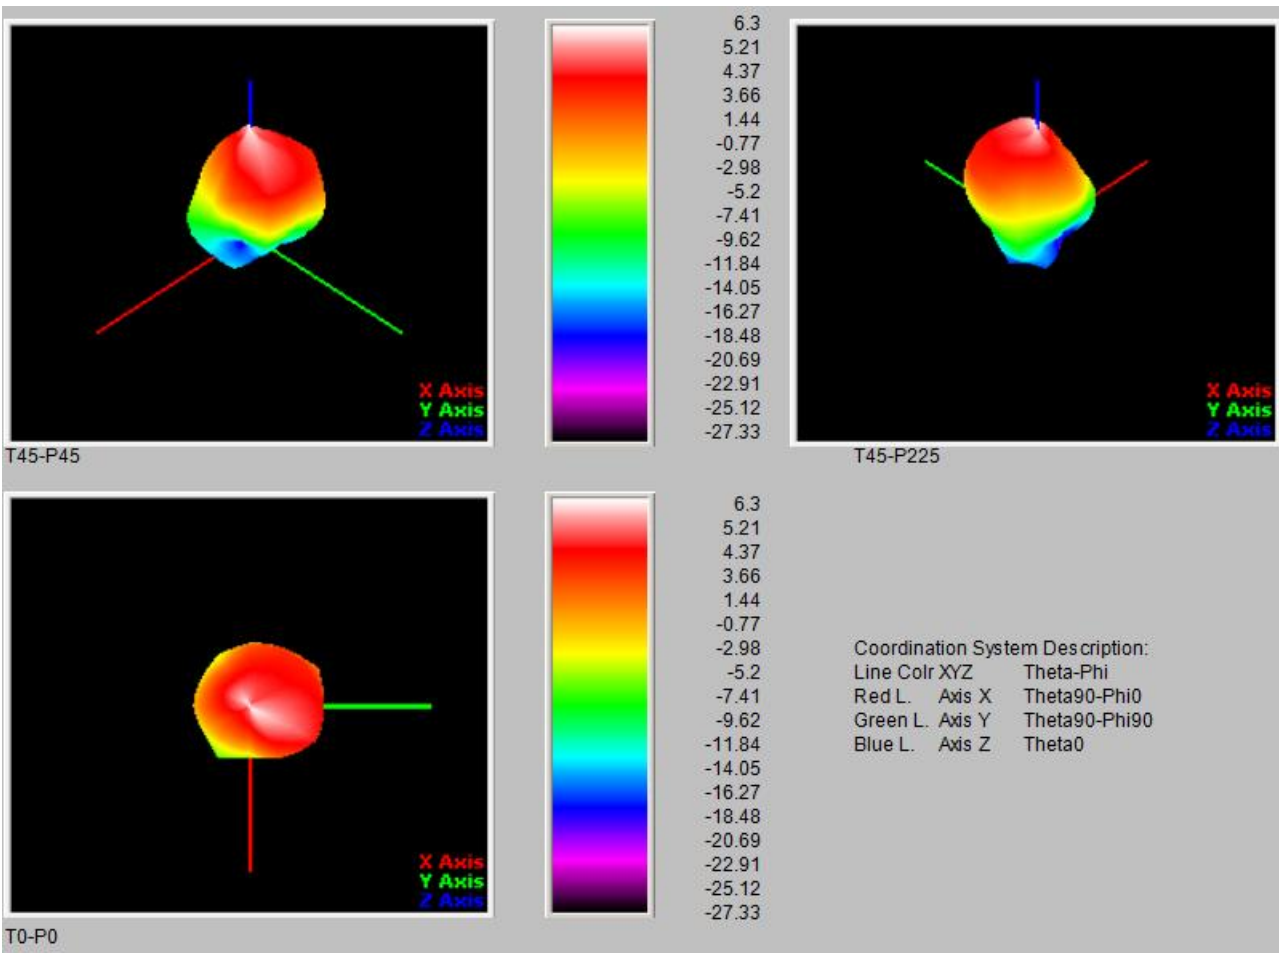 6.3
5.21
4.37
3.66
1.44
-0.77
-2.98
-5.2
-7.41
-9.62
-11.84
-14.05
-16.27
-18.48
-20.69
-22.91
-25.12
-27.33
X Axis
Y Axis
Z Axis
T45-P45
X Axis
Y Axis
Z Axis
T45-P225
6.3
5.21
4.37
3.66
1.44
-0.77
-2.98
-5.2
-7.41
-9.62
-11.84
-14.05
-16.27
-18.48
-20.69
-22.91
-25.12
-27.33
X Axis
Y Axis
Z Axis
T0-P0
Coordination System Description:
Line Colr XYZ Theta-Phi
Red L. Axis X Theta90-Phi0
Green L. Axis Y Theta90-Phi90
Blue L. Axis Z Theta0